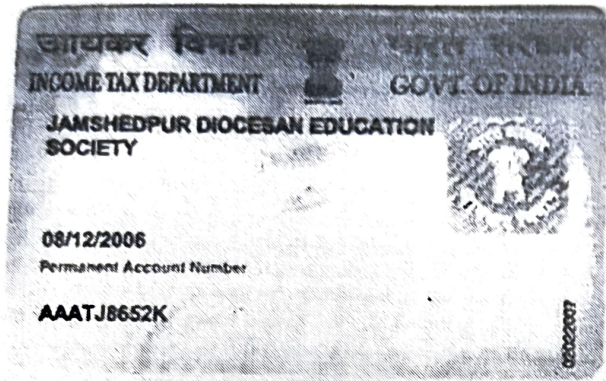 आयकर विभाग भारत सरकार
INCOME TAX DEPARTMENT GOVT. OF INDIA
JAMSHEDPUR DIOCESAN EDUCATION
SOCIETY
08/12/2006
Permanent Account Number
AAATJ8652K
02022007